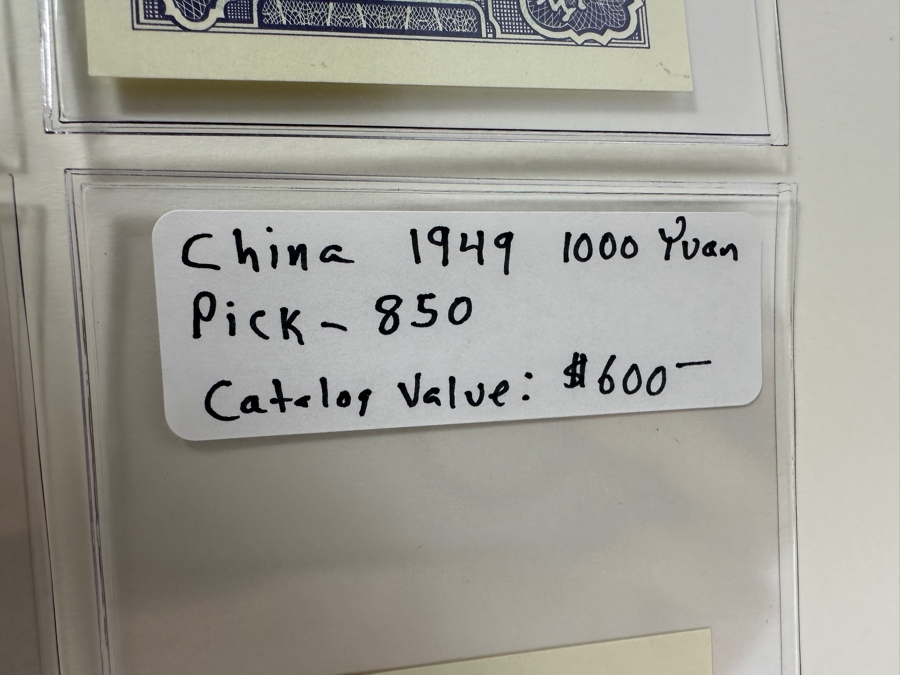 China 1949 1000 Yuan
Pick - 850
Catalog Value: $600-